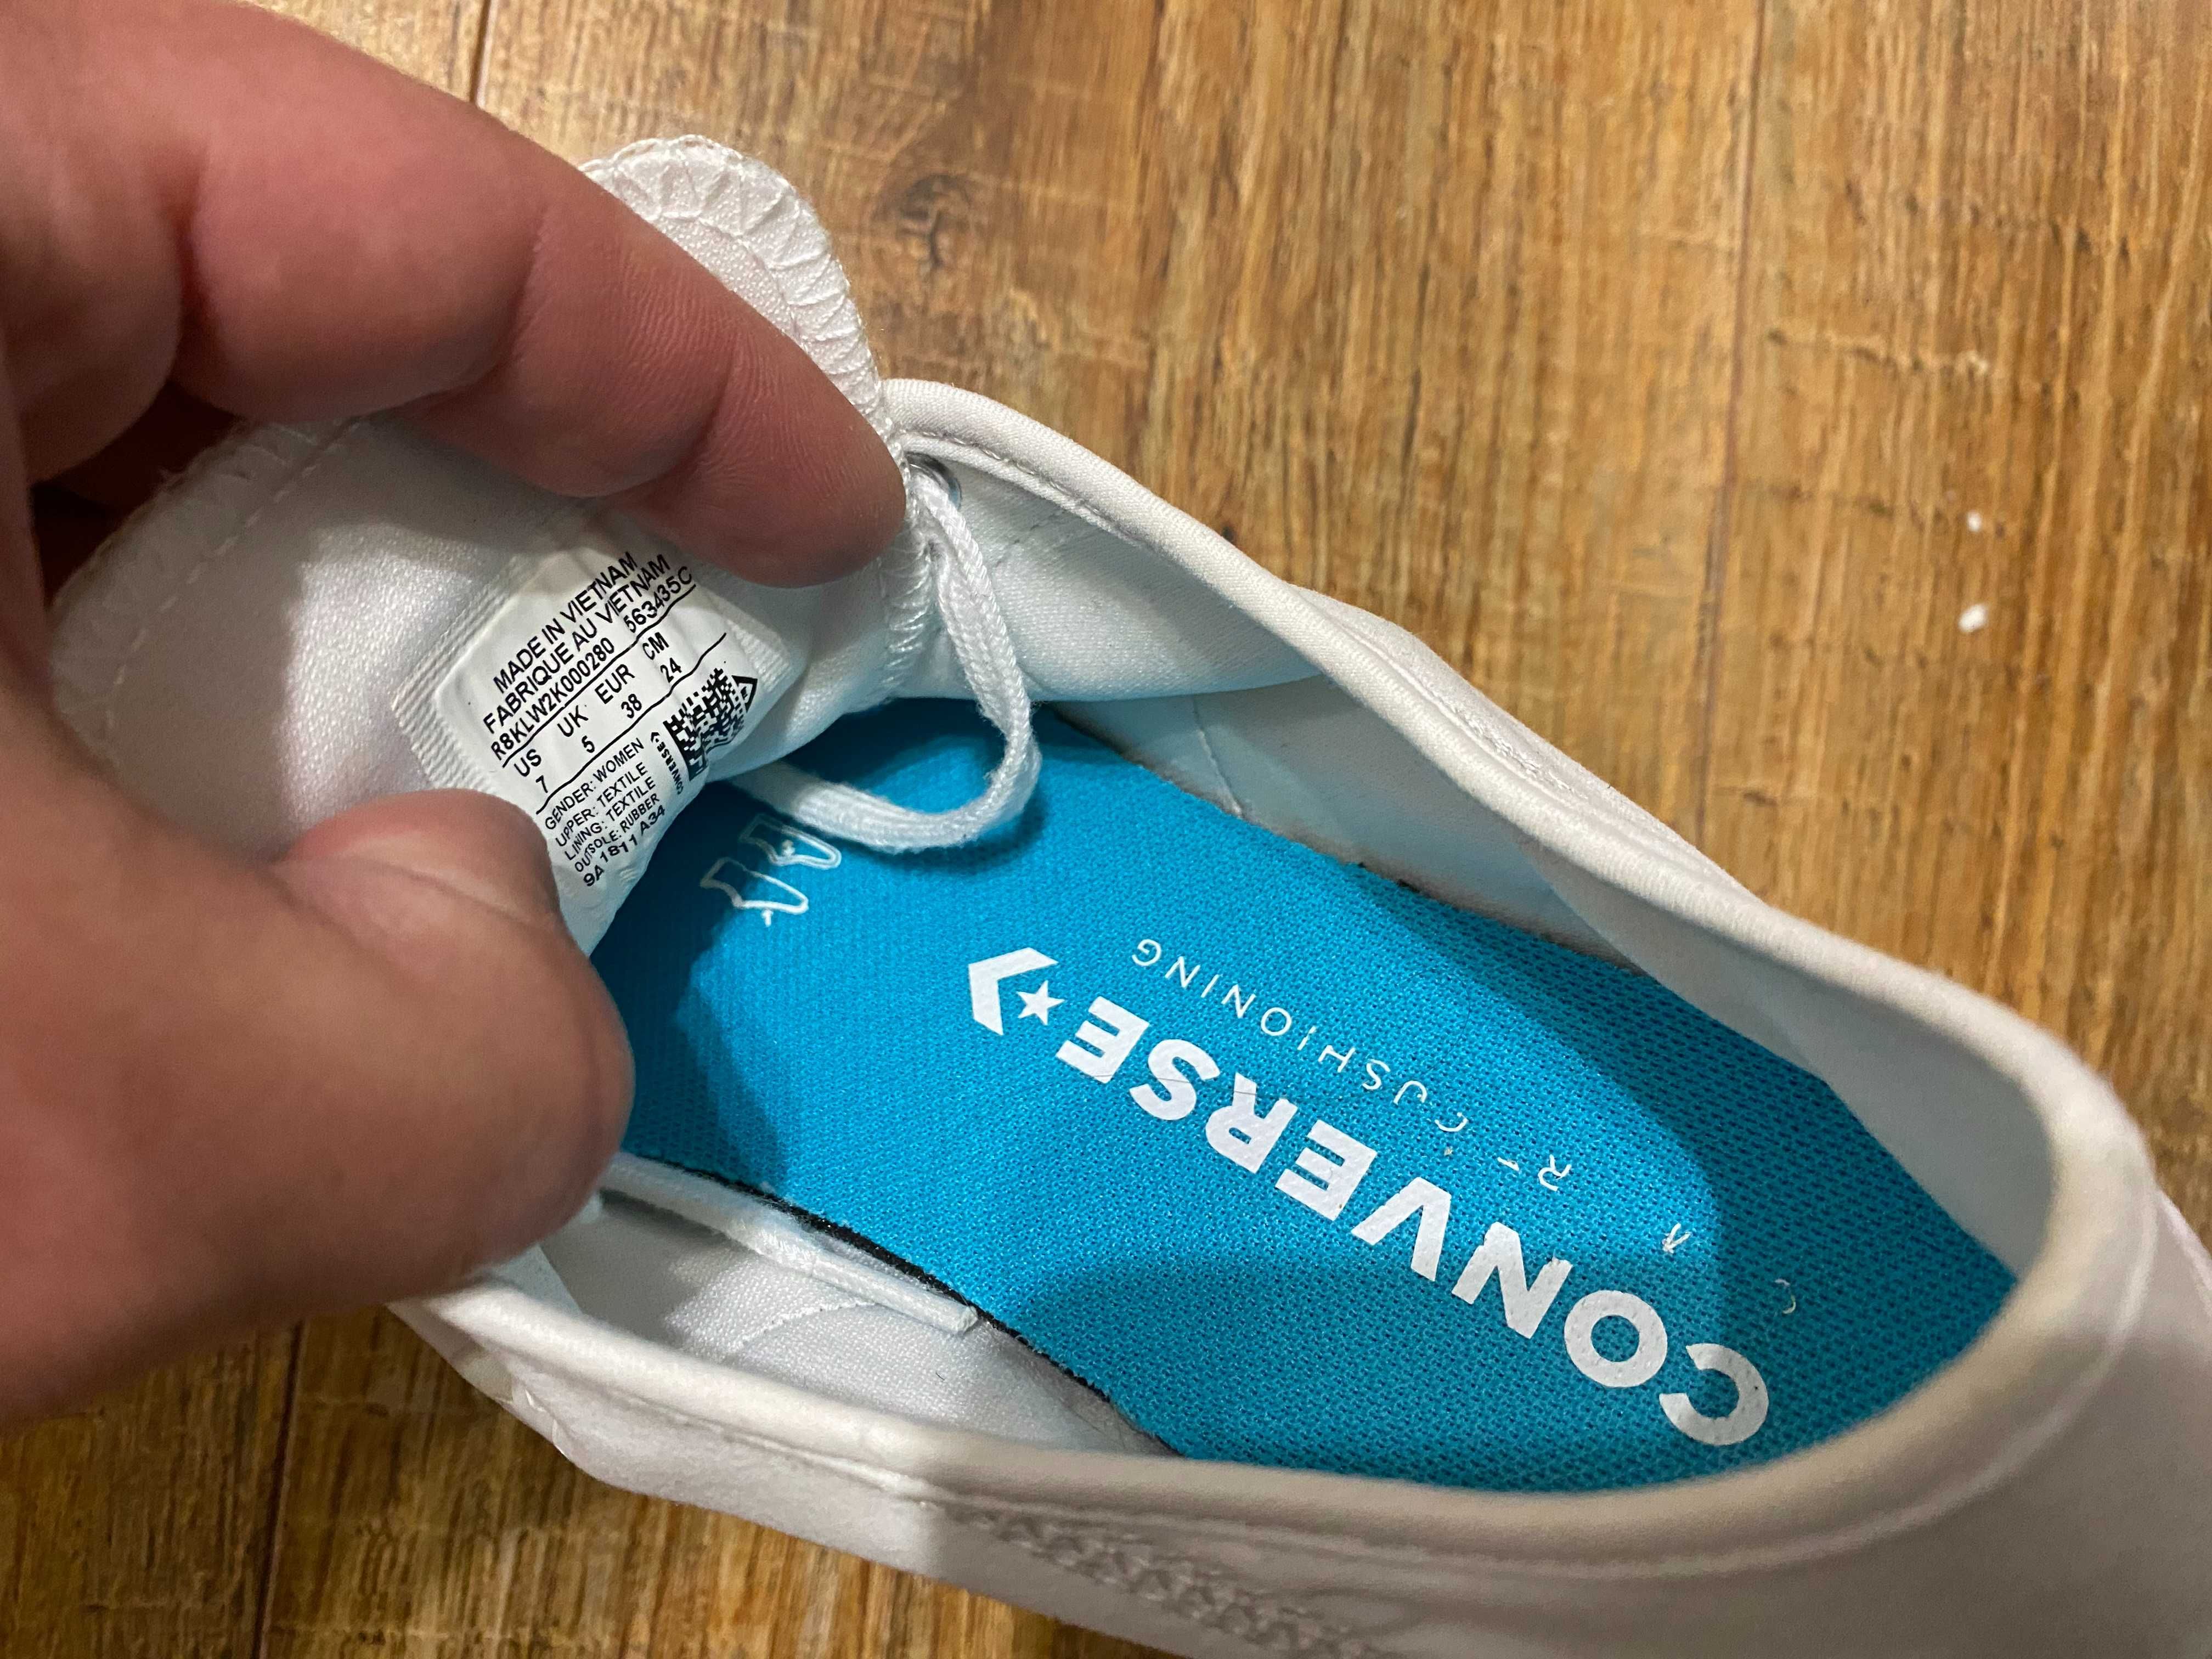 MADE IN VIETNAM
FABRIQUE AU VIETNAM
R8KLW2K000280 563435C
US UK EUR CM
7 5 38 24
GENDER: WOMEN
UPPER: TEXTILE
LINING: TEXTILE
OUTSOLE: RUBBER
9A 1811 A34
CONVERSE
CONVERSE
CUSHIONING